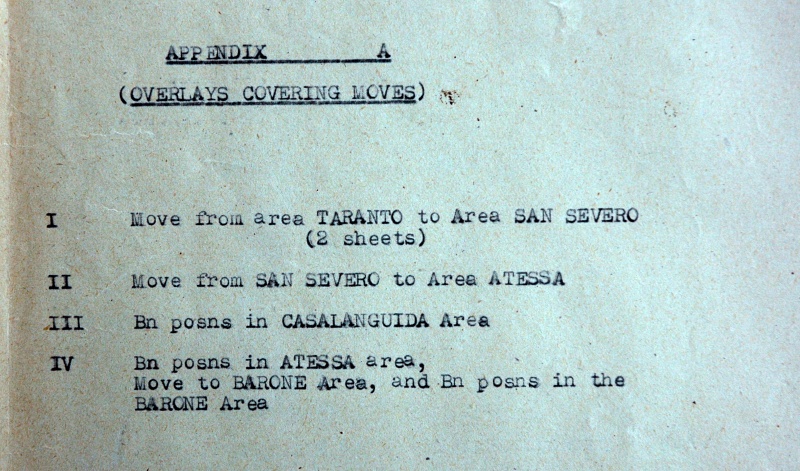 APPENDIX A
(OVERLAYS COVERING MOVES)
I Move from area TARANTO to Area SAN SEVERO
(2 sheets)
II Move from SAN SEVERO to Area ATESSA
III Bn posns in CASALANGUIDA Area
IV Bn posns in ATESSA area,
Move to BARONE Area, and Bn posns in the
BARONE Area